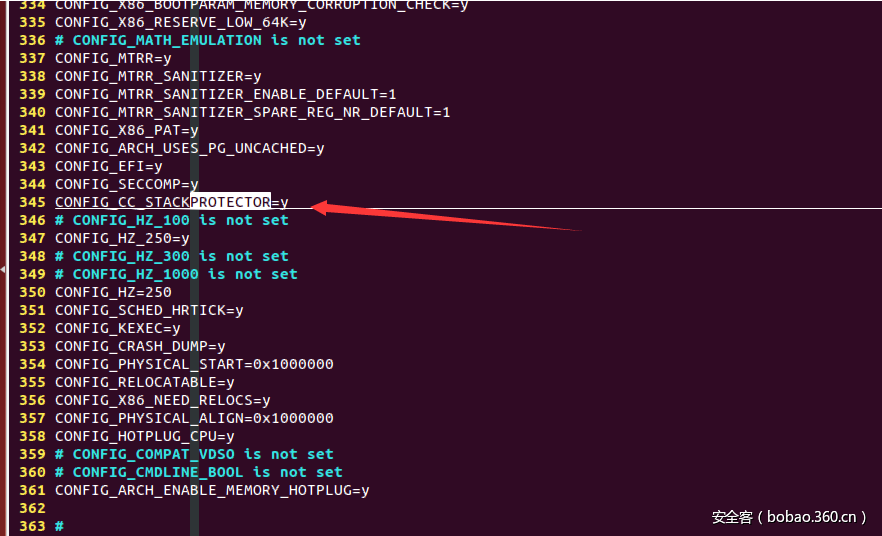 334 CONFIG_X86_BOOTPARAM_MEMORY_CORRUPTION_CHECK=y
335 CONFIG_X86_RESERVE_LOW_64K=y
336 # CONFIG_MATH_EMULATION is not set
337 CONFIG_MTRR=y
338 CONFIG_MTRR_SANITIZER=y
339 CONFIG_MTRR_SANITIZER_ENABLE_DEFAULT=1
340 CONFIG_MTRR_SANITIZER_SPARE_REG_NR_DEFAULT=1
341 CONFIG_X86_PAT=y
342 CONFIG_ARCH_USES_PG_UNCACHED=y
343 CONFIG_EFI=y
344 CONFIG_SECCOMP=y
345 CONFIG_CC_STACKPROTECTOR=y
346 # CONFIG_HZ_100 is not set
347 CONFIG_HZ_250=y
348 # CONFIG_HZ_300 is not set
349 # CONFIG_HZ_1000 is not set
350 CONFIG_HZ=250
351 CONFIG_SCHED_HRTICK=y
352 CONFIG_KEXEC=y
353 CONFIG_CRASH_DUMP=y
354 CONFIG_PHYSICAL_START=0x1000000
355 CONFIG_RELOCATABLE=y
356 CONFIG_X86_NEED_RELOCS=y
357 CONFIG_PHYSICAL_ALIGN=0x1000000
358 CONFIG_HOTPLUG_CPU=y
359 # CONFIG_COMPAT_VDSO is not set
360 # CONFIG_CMDLINE_BOOL is not set
361 CONFIG_ARCH_ENABLE_MEMORY_HOTPLUG=y
362
363 #
安全客（bobao.360.cn）